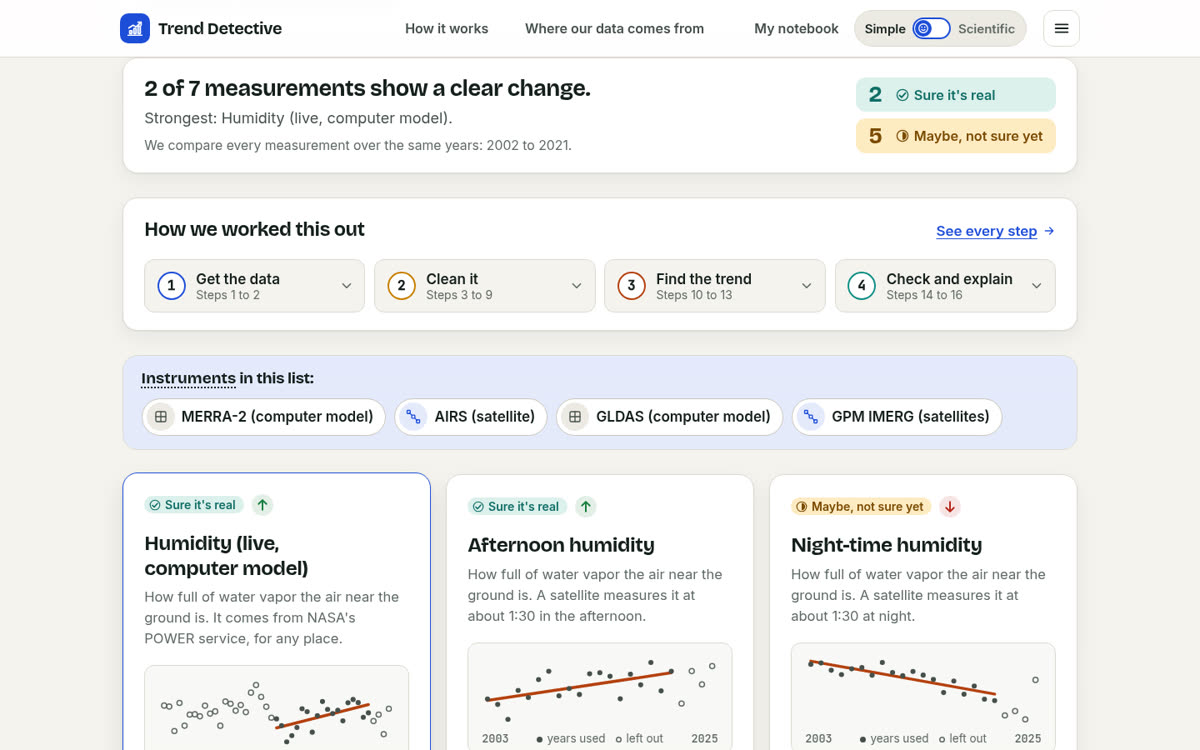 Trend Detective
How it works
Where our data comes from
My notebook
Simple
Scientific
2 of 7 measurements show a clear change.
Strongest: Humidity (live, computer model).
We compare every measurement over the same years: 2002 to 2021.
2 Sure it's real
5 Maybe, not sure yet
How we worked this out
See every step →
1 Get the data
Steps 1 to 2
2 Clean it
Steps 3 to 9
3 Find the trend
Steps 10 to 13
4 Check and explain
Steps 14 to 16
Instruments in this list:
MERRA-2 (computer model)
AIRS (satellite)
GLDAS (computer model)
GPM IMERG (satellites)
Sure it's real
Humidity (live,
computer model)
How full of water vapor the air near the
ground is. It comes from NASA's
POWER service, for any place.
Sure it's real
Afternoon humidity
How full of water vapor the air near the
ground is. A satellite measures it at
about 1:30 in the afternoon.
2003 years used left out 2025
Maybe, not sure yet
Night-time humidity
How full of water vapor the air near the
ground is. A satellite measures it at
about 1:30 at night.
2003 years used left out 2025